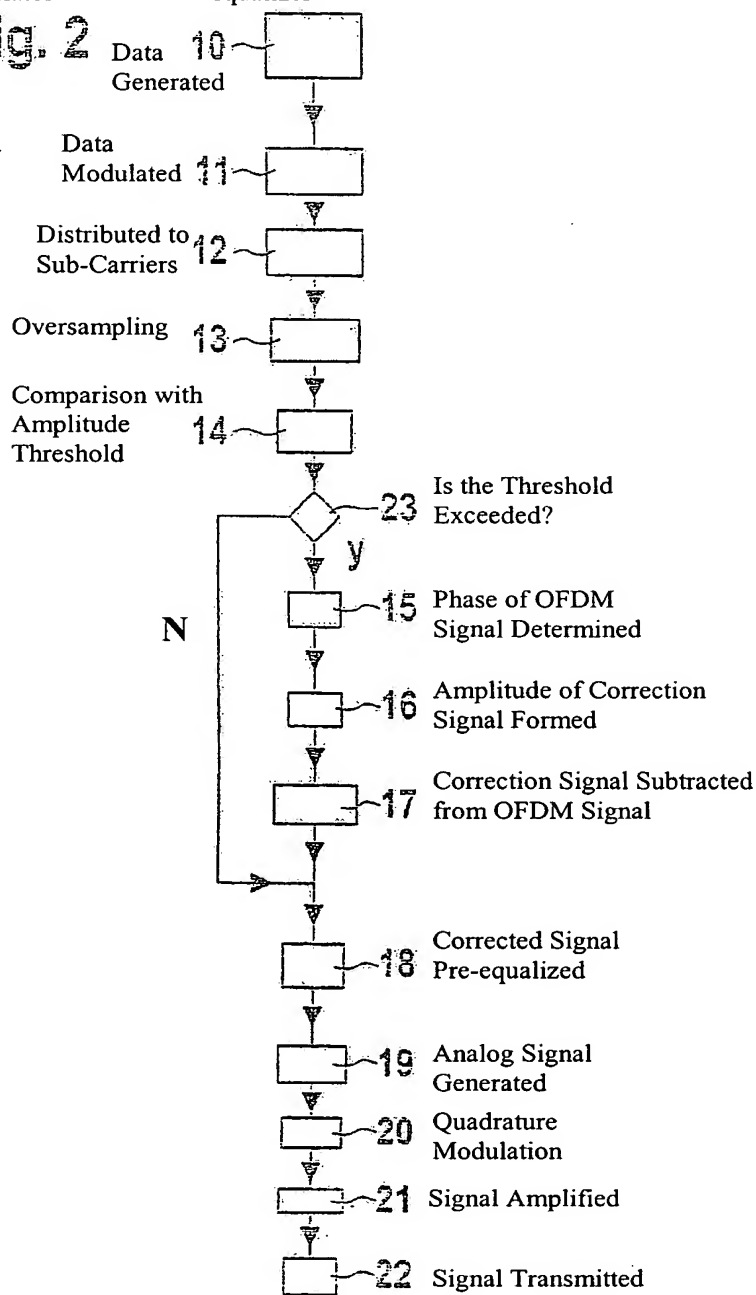 ig. 2
Data
Generated
10
Data
Modulated
11
Distributed to
Sub-Carriers
12
Oversampling
13
Comparison with
Amplitude
Threshold
14
23
Is the Threshold
Exceeded?
y
N
15
Phase of OFDM
Signal Determined
16
Amplitude of Correction
Signal Formed
17
Correction Signal Subtracted
from OFDM Signal
18
Corrected Signal
Pre-equalized
19
Analog Signal
Generated
20
Quadrature
Modulation
21
Signal Amplified
22
Signal Transmitted